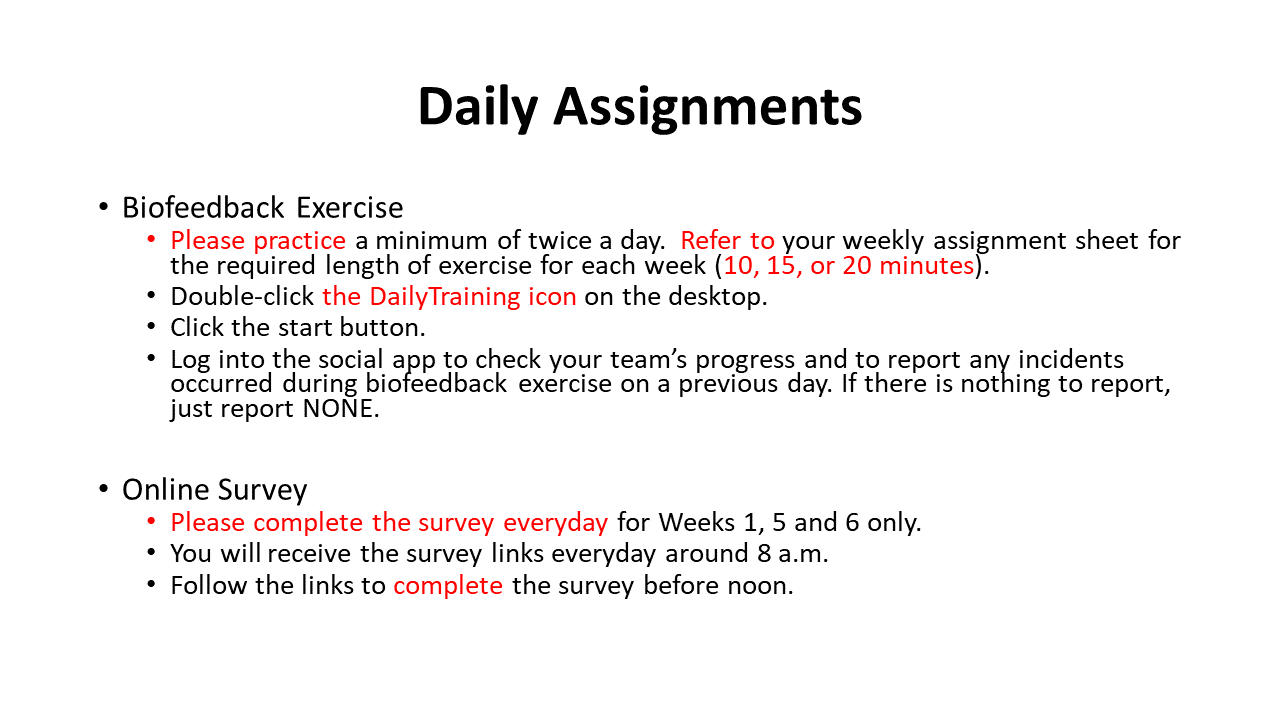 Daily Assignments
• Biofeedback Exercise
• Please practice a minimum of twice a day.  Refer to your weekly assignment sheet for
the required length of exercise for each week (10, 15, or 20 minutes).
• Double-click the DailyTraining icon on the desktop.
• Click the start button.
• Log into the social app to check your team’s progress and to report any incidents
occurred during biofeedback exercise on a previous day. If there is nothing to report,
just report NONE.
• Online Survey
• Please complete the survey everyday for Weeks 1, 5 and 6 only.
• You will receive the survey links everyday around 8 a.m.
• Follow the links to complete the survey before noon.